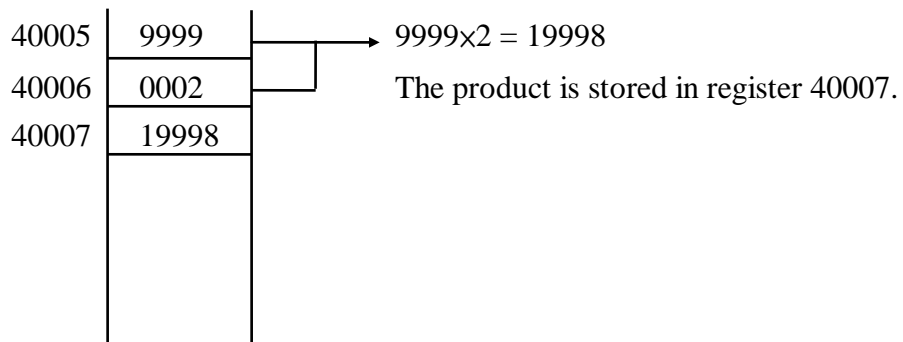 40005 9999 9999×2 = 19998
40006 0002 The product is stored in register 40007.
40007 19998